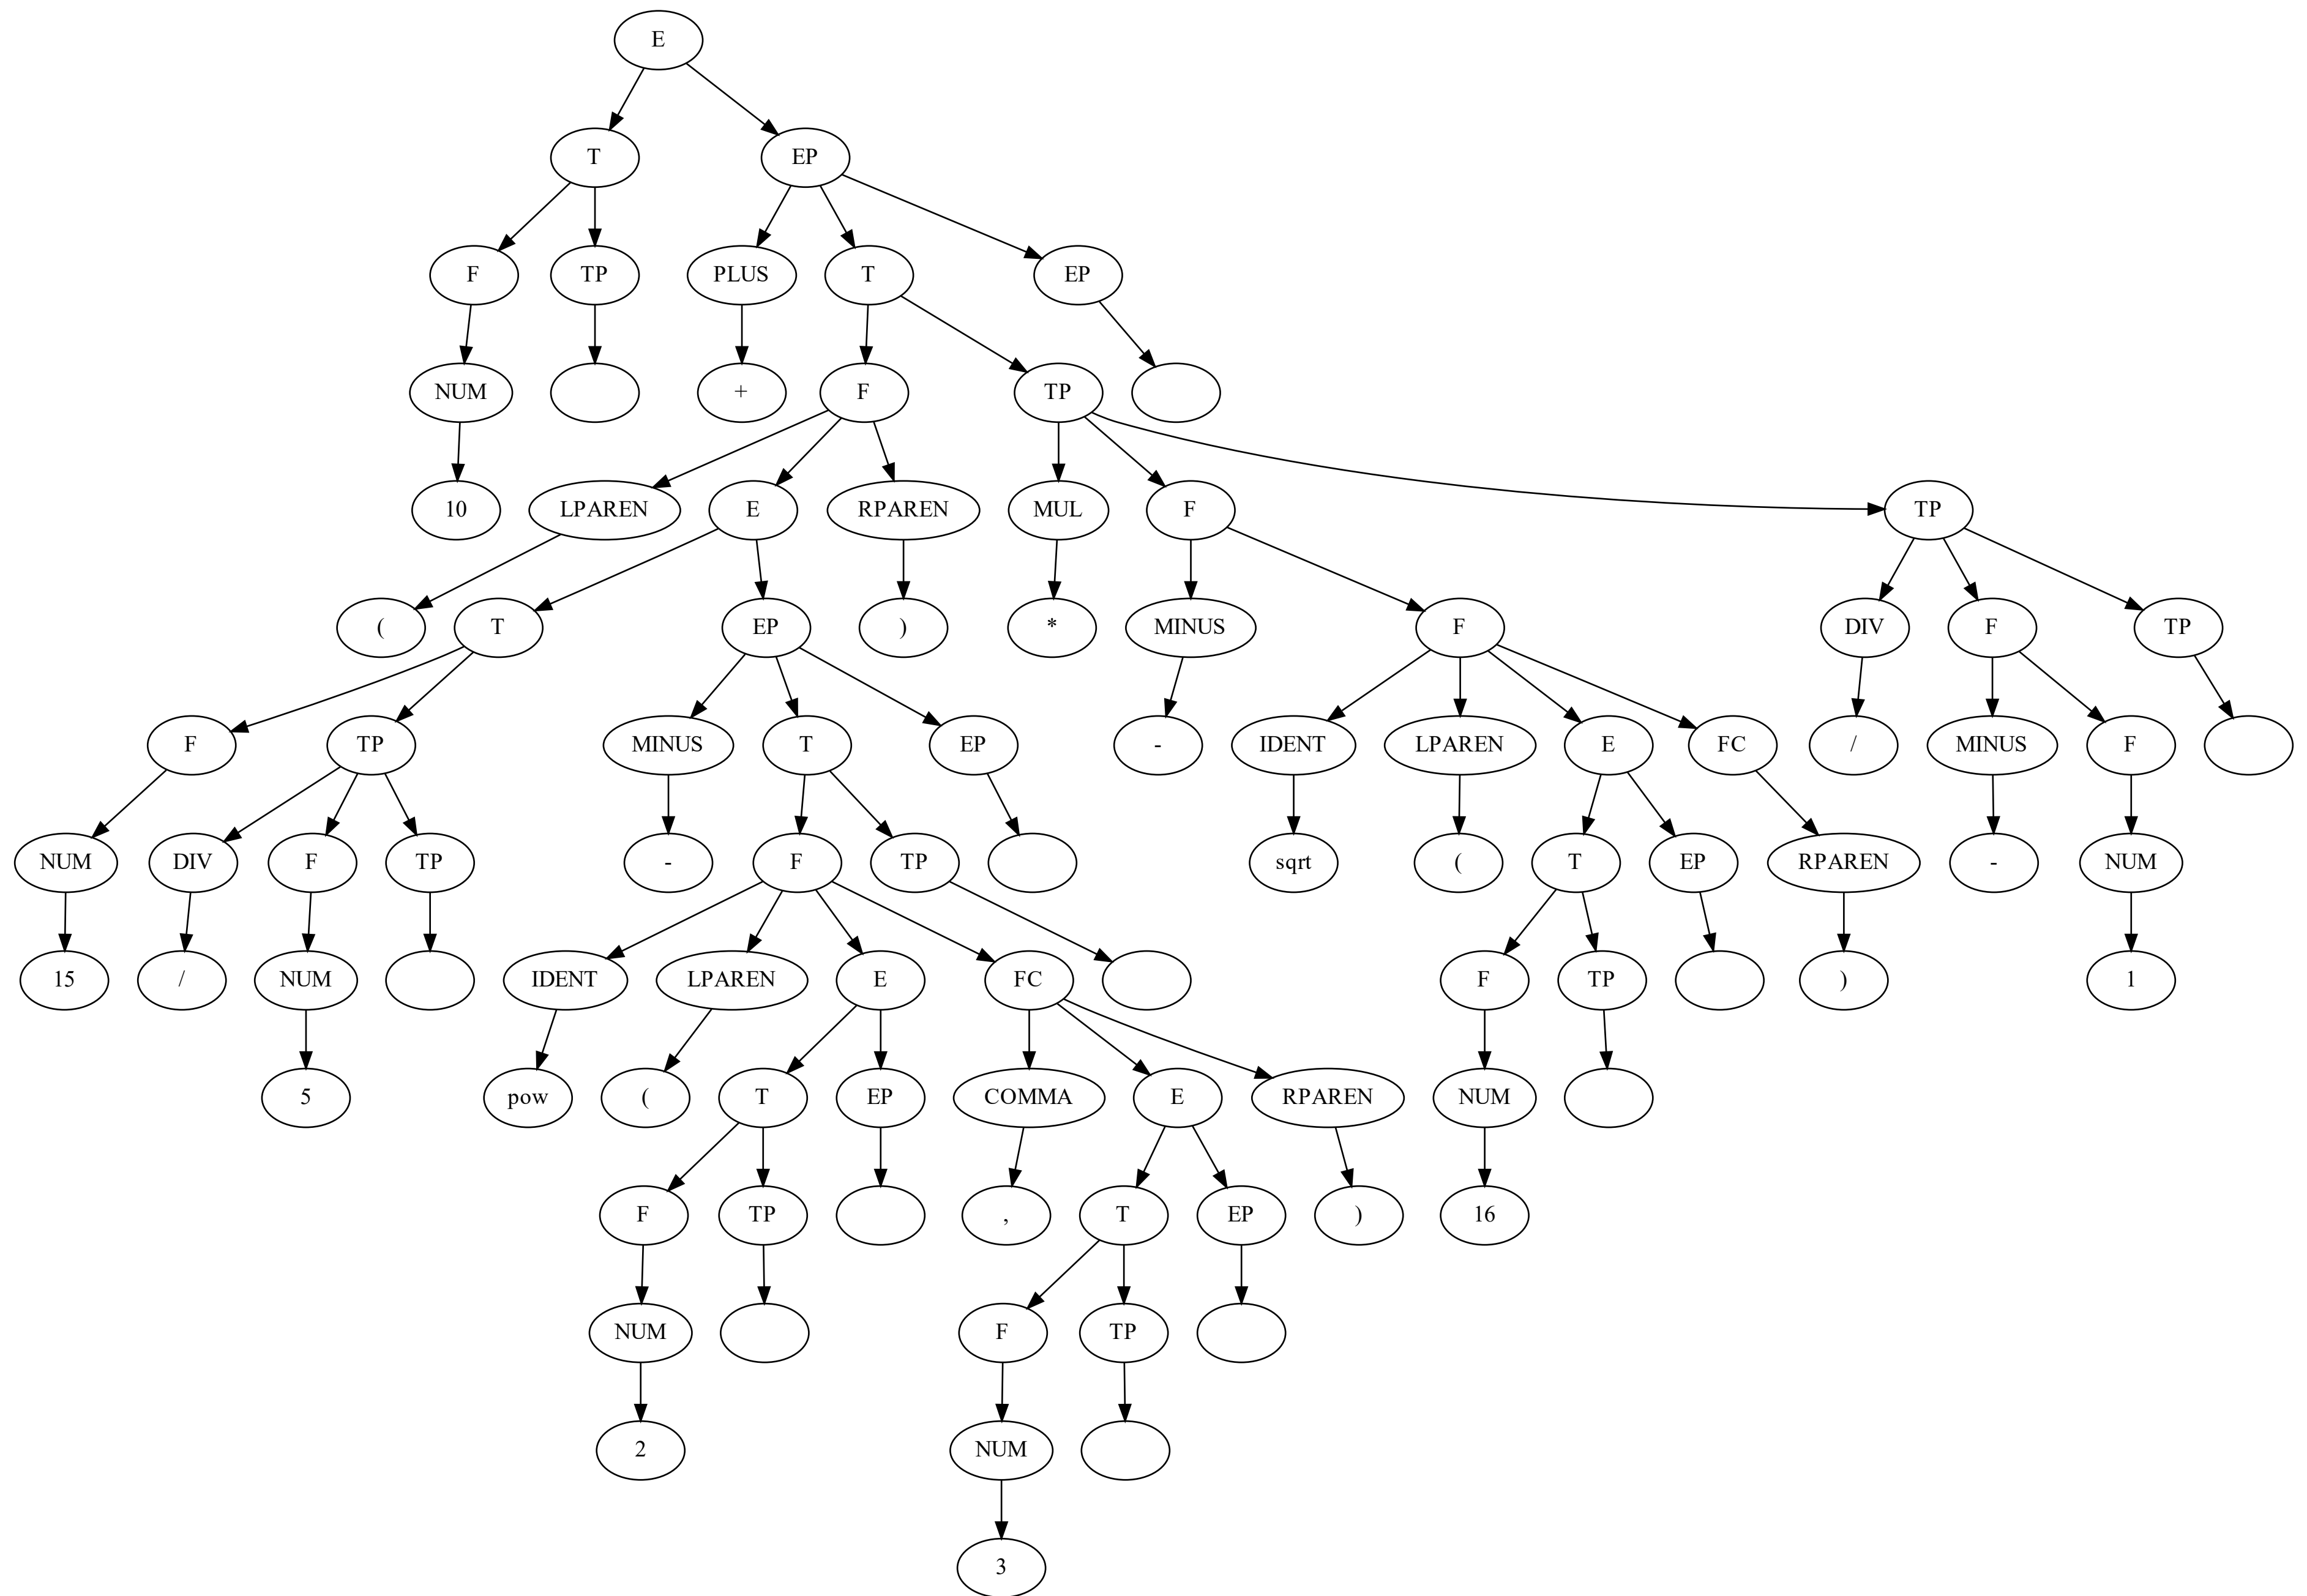 E
T EP
F TP PLUS T EP
NUM + F TP
10 LPAREN E RPAREN MUL F TP
( T EP ) * MINUS F DIV F TP
F TP MINUS T EP - IDENT LPAREN E FC / MINUS F
NUM DIV F TP - F TP sqrt ( T EP RPAREN - NUM
15 / NUM IDENT LPAREN E FC F TP ) 1
5 pow ( T EP COMMA E RPAREN NUM
F TP , T EP ) 16
NUM F TP
2 NUM
3